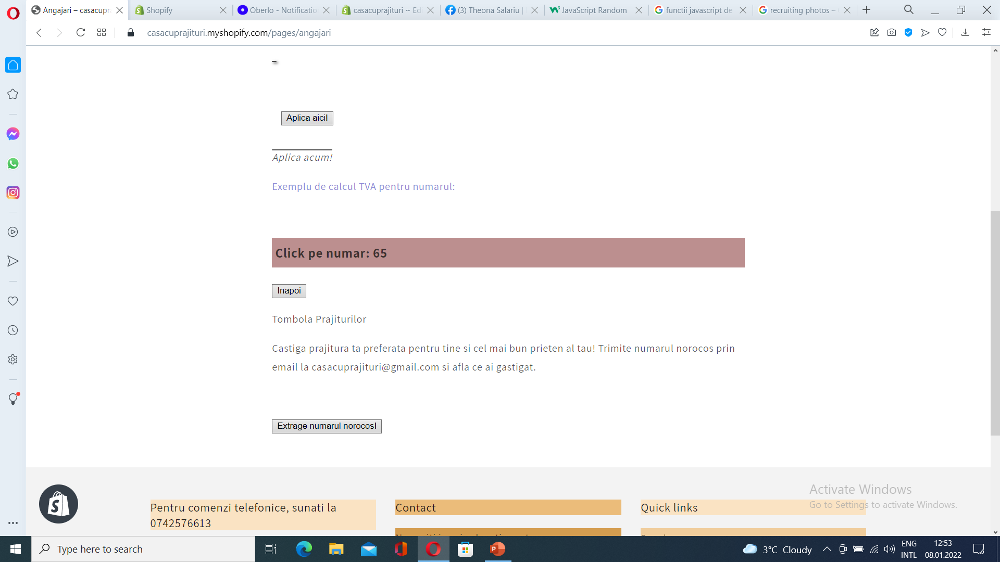 Angajari – casacupr
Shopify
Oberlo - Notificatio
casacuprajituri ~ Ed
(3) Theona Salariu |
JavaScript Random
functii javascript de
recruiting photos –
casacuprajituri.myshopify.com/pages/angajari
Aplica aici!
Aplica acum!
Exemplu de calcul TVA pentru numarul:
Click pe numar: 65
Inapoi
Tombola Prajiturilor
Castiga prajitura ta preferata pentru tine si cel mai bun prieten al tau! Trimite numarul norocos prin
email la casacuprajituri@gmail.com si afla ce ai gastigat.
Extrage numarul norocos!
Activate Windows
Go to Settings to activate Windows.
Pentru comenzi telefonice, sunati la
0742576613
Contact
Quick links
Type here to search
3°C Cloudy
ENG
INTL
12:53
08.01.2022